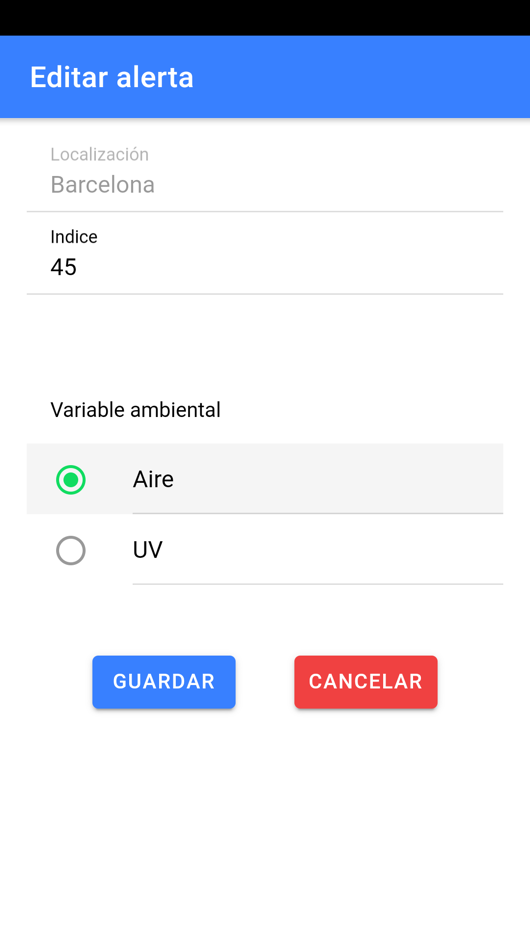 Editar alerta
Localización
Barcelona
Indice
45
Variable ambiental
Aire
UV
GUARDAR
CANCELAR